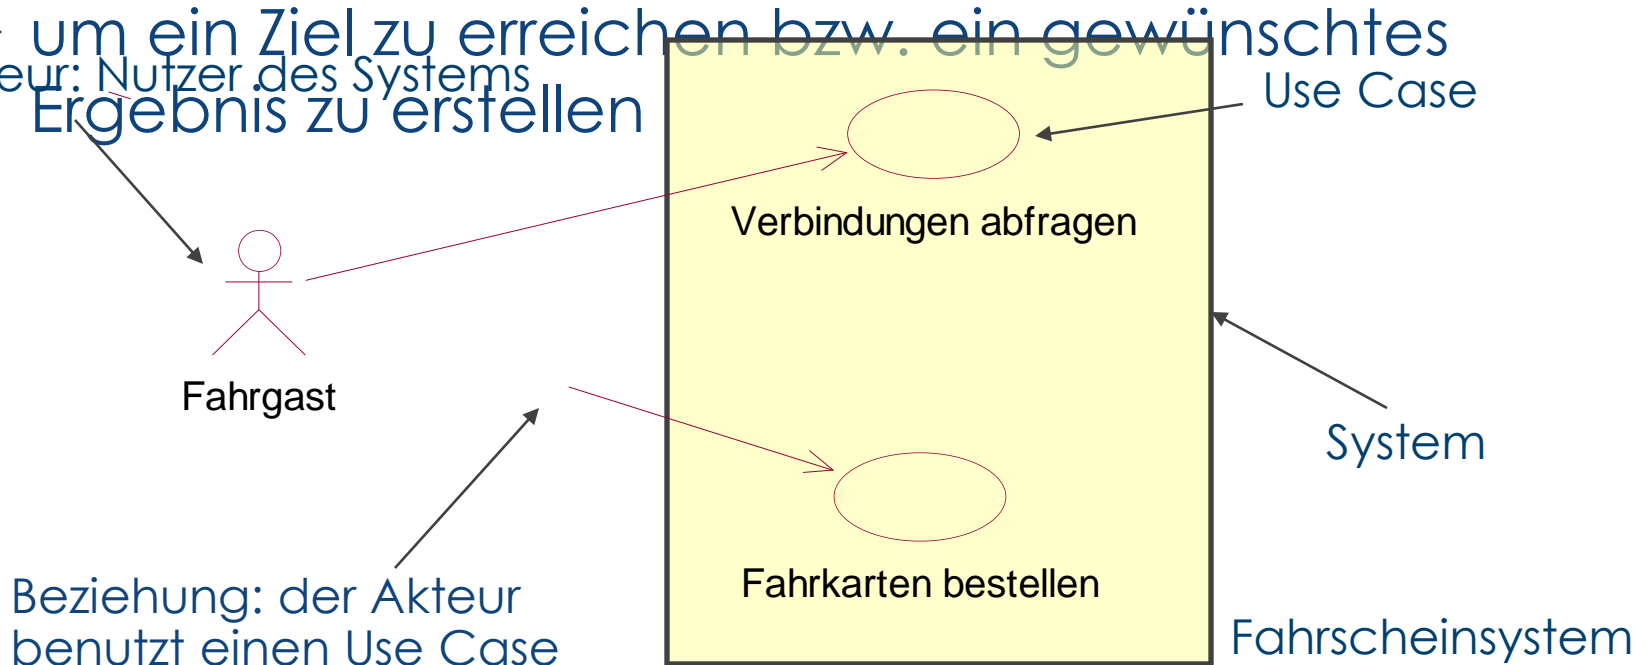 um ein Ziel zu erreichen bzw. ein gewünschtes
eur: Nutzer des Systems
Ergebnis zu erstellen
Use Case
Verbindungen abfragen
Fahrgast
System
Fahrkarten bestellen
Beziehung: der Akteur
benutzt einen Use Case
Fahrscheinsystem